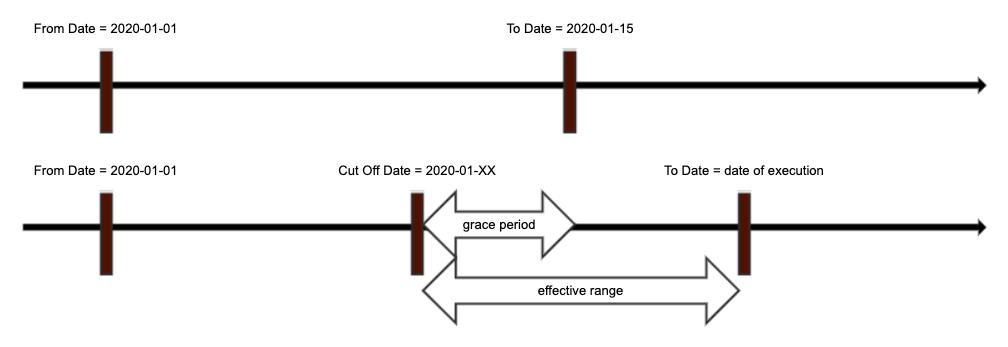 From Date = 2020-01-01
To Date = 2020-01-15
From Date = 2020-01-01
Cut Off Date = 2020-01-XX
To Date = date of execution
grace period
effective range